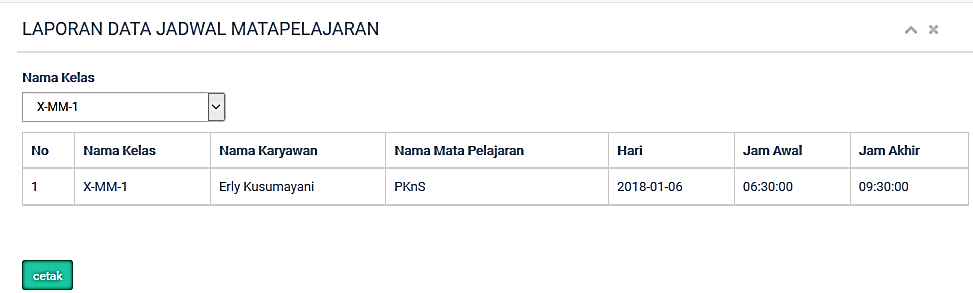 LAPORAN DATA JADWAL MATAPELAJARAN
Nama Kelas
X-MM-1
No Nama Kelas Nama Karyawan Nama Mata Pelajaran Hari Jam Awal Jam Akhir
1 X-MM-1 Erly Kusumayani PKnS 2018-01-06 06:30:00 09:30:00
cetak